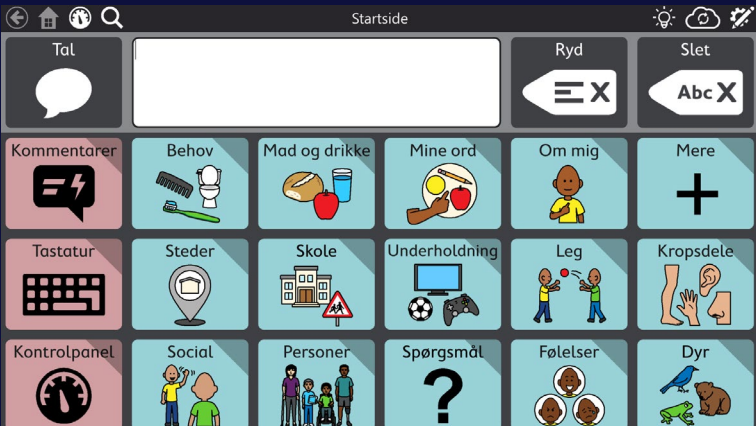 Startside
Tal
Ryd
Slet
Abc X
Kommentarer
Behov
Mad og drikke
Mine ord
Om mig
Mere
Tastatur
Steder
Skole
Underholdning
Leg
Kropsdele
Kontrolpanel
Social
Personer
Spørgsmål
?
Følelser
Dyr